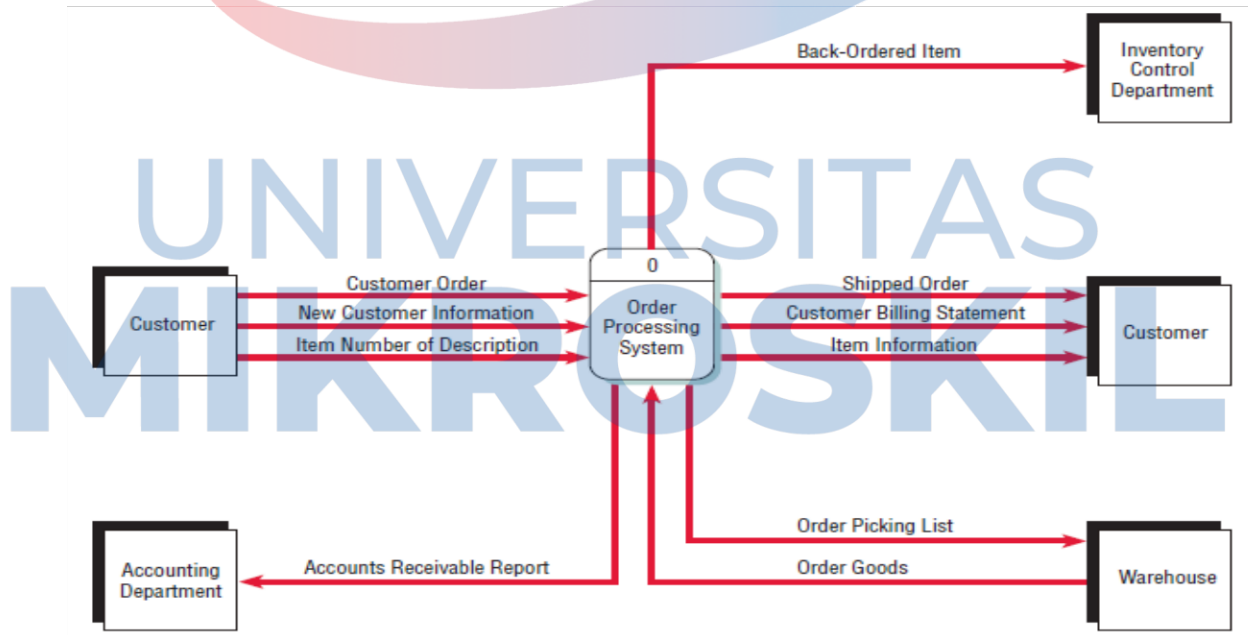 Back-Ordered Item
Inventory
Control
Department
UNIVERSITAS
MIKROSKIL
Customer
Customer Order
New Customer Information
Item Number of Description
0
Order
Processing
System
Shipped Order
Customer Billing Statement
Item Information
Customer
Accounting
Department
Accounts Receivable Report
Order Picking List
Order Goods
Warehouse